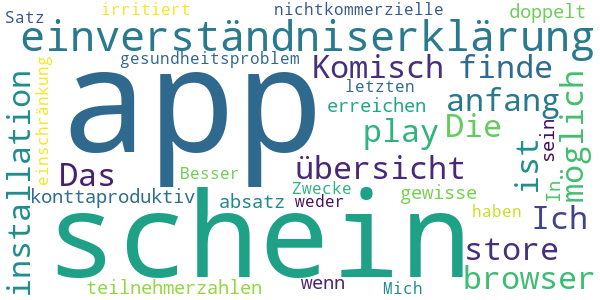 irritiert
nichtkommerzielle
doppelt
Satz
einverständniserklärung
gesundheitsproblem
Komisch
finde
app
letzten
anfang
einschränkung
erreichen
play
Die
möglich
installation
Das
übersicht
ist
sein
Besser
Zwecke
In
konttaproduktiv
absatz
weder
gewisse
schein
haben
Ich
store
browser
teilnehmerzahlen
wenn
Mich